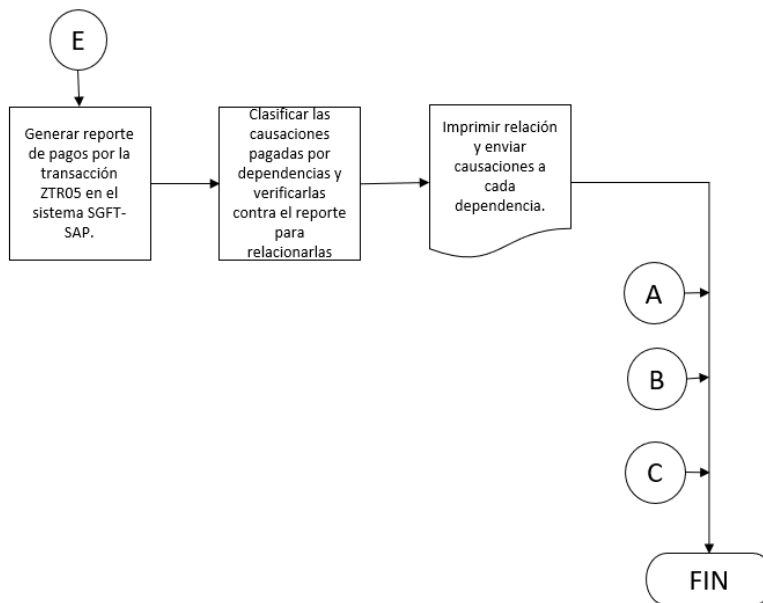 E
Generar reporte
de pagos por la
transacción
ZTR05 en el
sistema SGFT-
SAP.
Clasificar las
causaciones
pagadas por
dependencias y
verificarlas
contra el reporte
para
relacionarlas
Imprimir relación
y enviar
causaciones a
cada
dependencia.
A
B
C
FIN